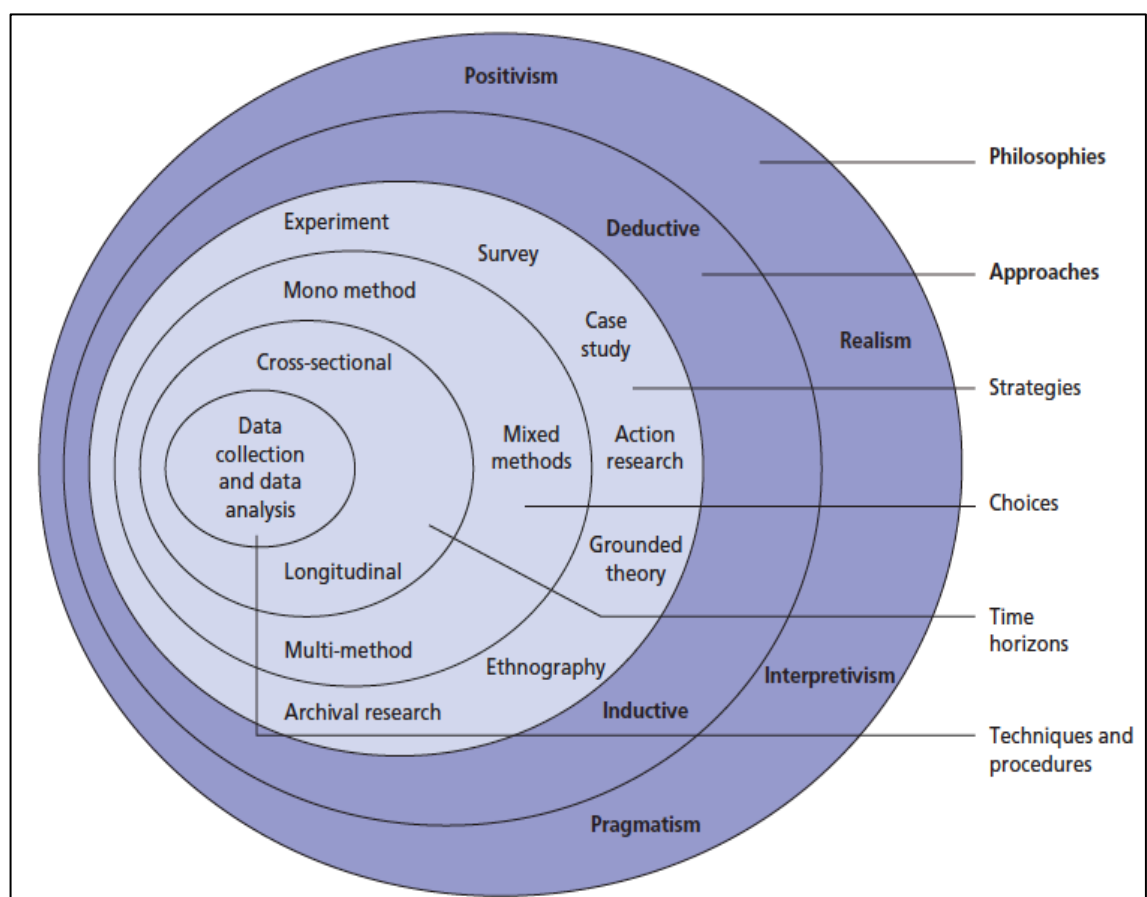 Positivism
Philosophies
Experiment
Deductive
Survey
Approaches
Mono method
Case
study
Realism
Cross-sectional
Strategies
Data
collection
and data
analysis
Mixed
methods
Action
research
Choices
Grounded
theory
Longitudinal
Time
horizons
Multi-method
Ethnography
Interpretivism
Archival research
Inductive
Techniques and
procedures
Pragmatism